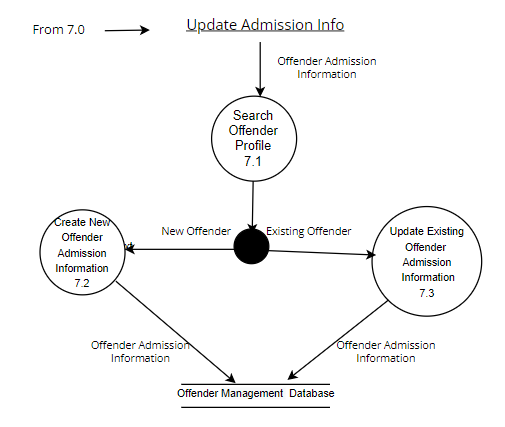 From 7.0
Update Admission Info
Offender Admission
Information
Search
Offender
Profile
7.1
New Offender
Existing Offender
Create New
Offender
Admission
Information
7.2
Update Existing
Offender
Admission
Information
7.3
Offender Admission
Information
Offender Admission
Information
Offender Management Database